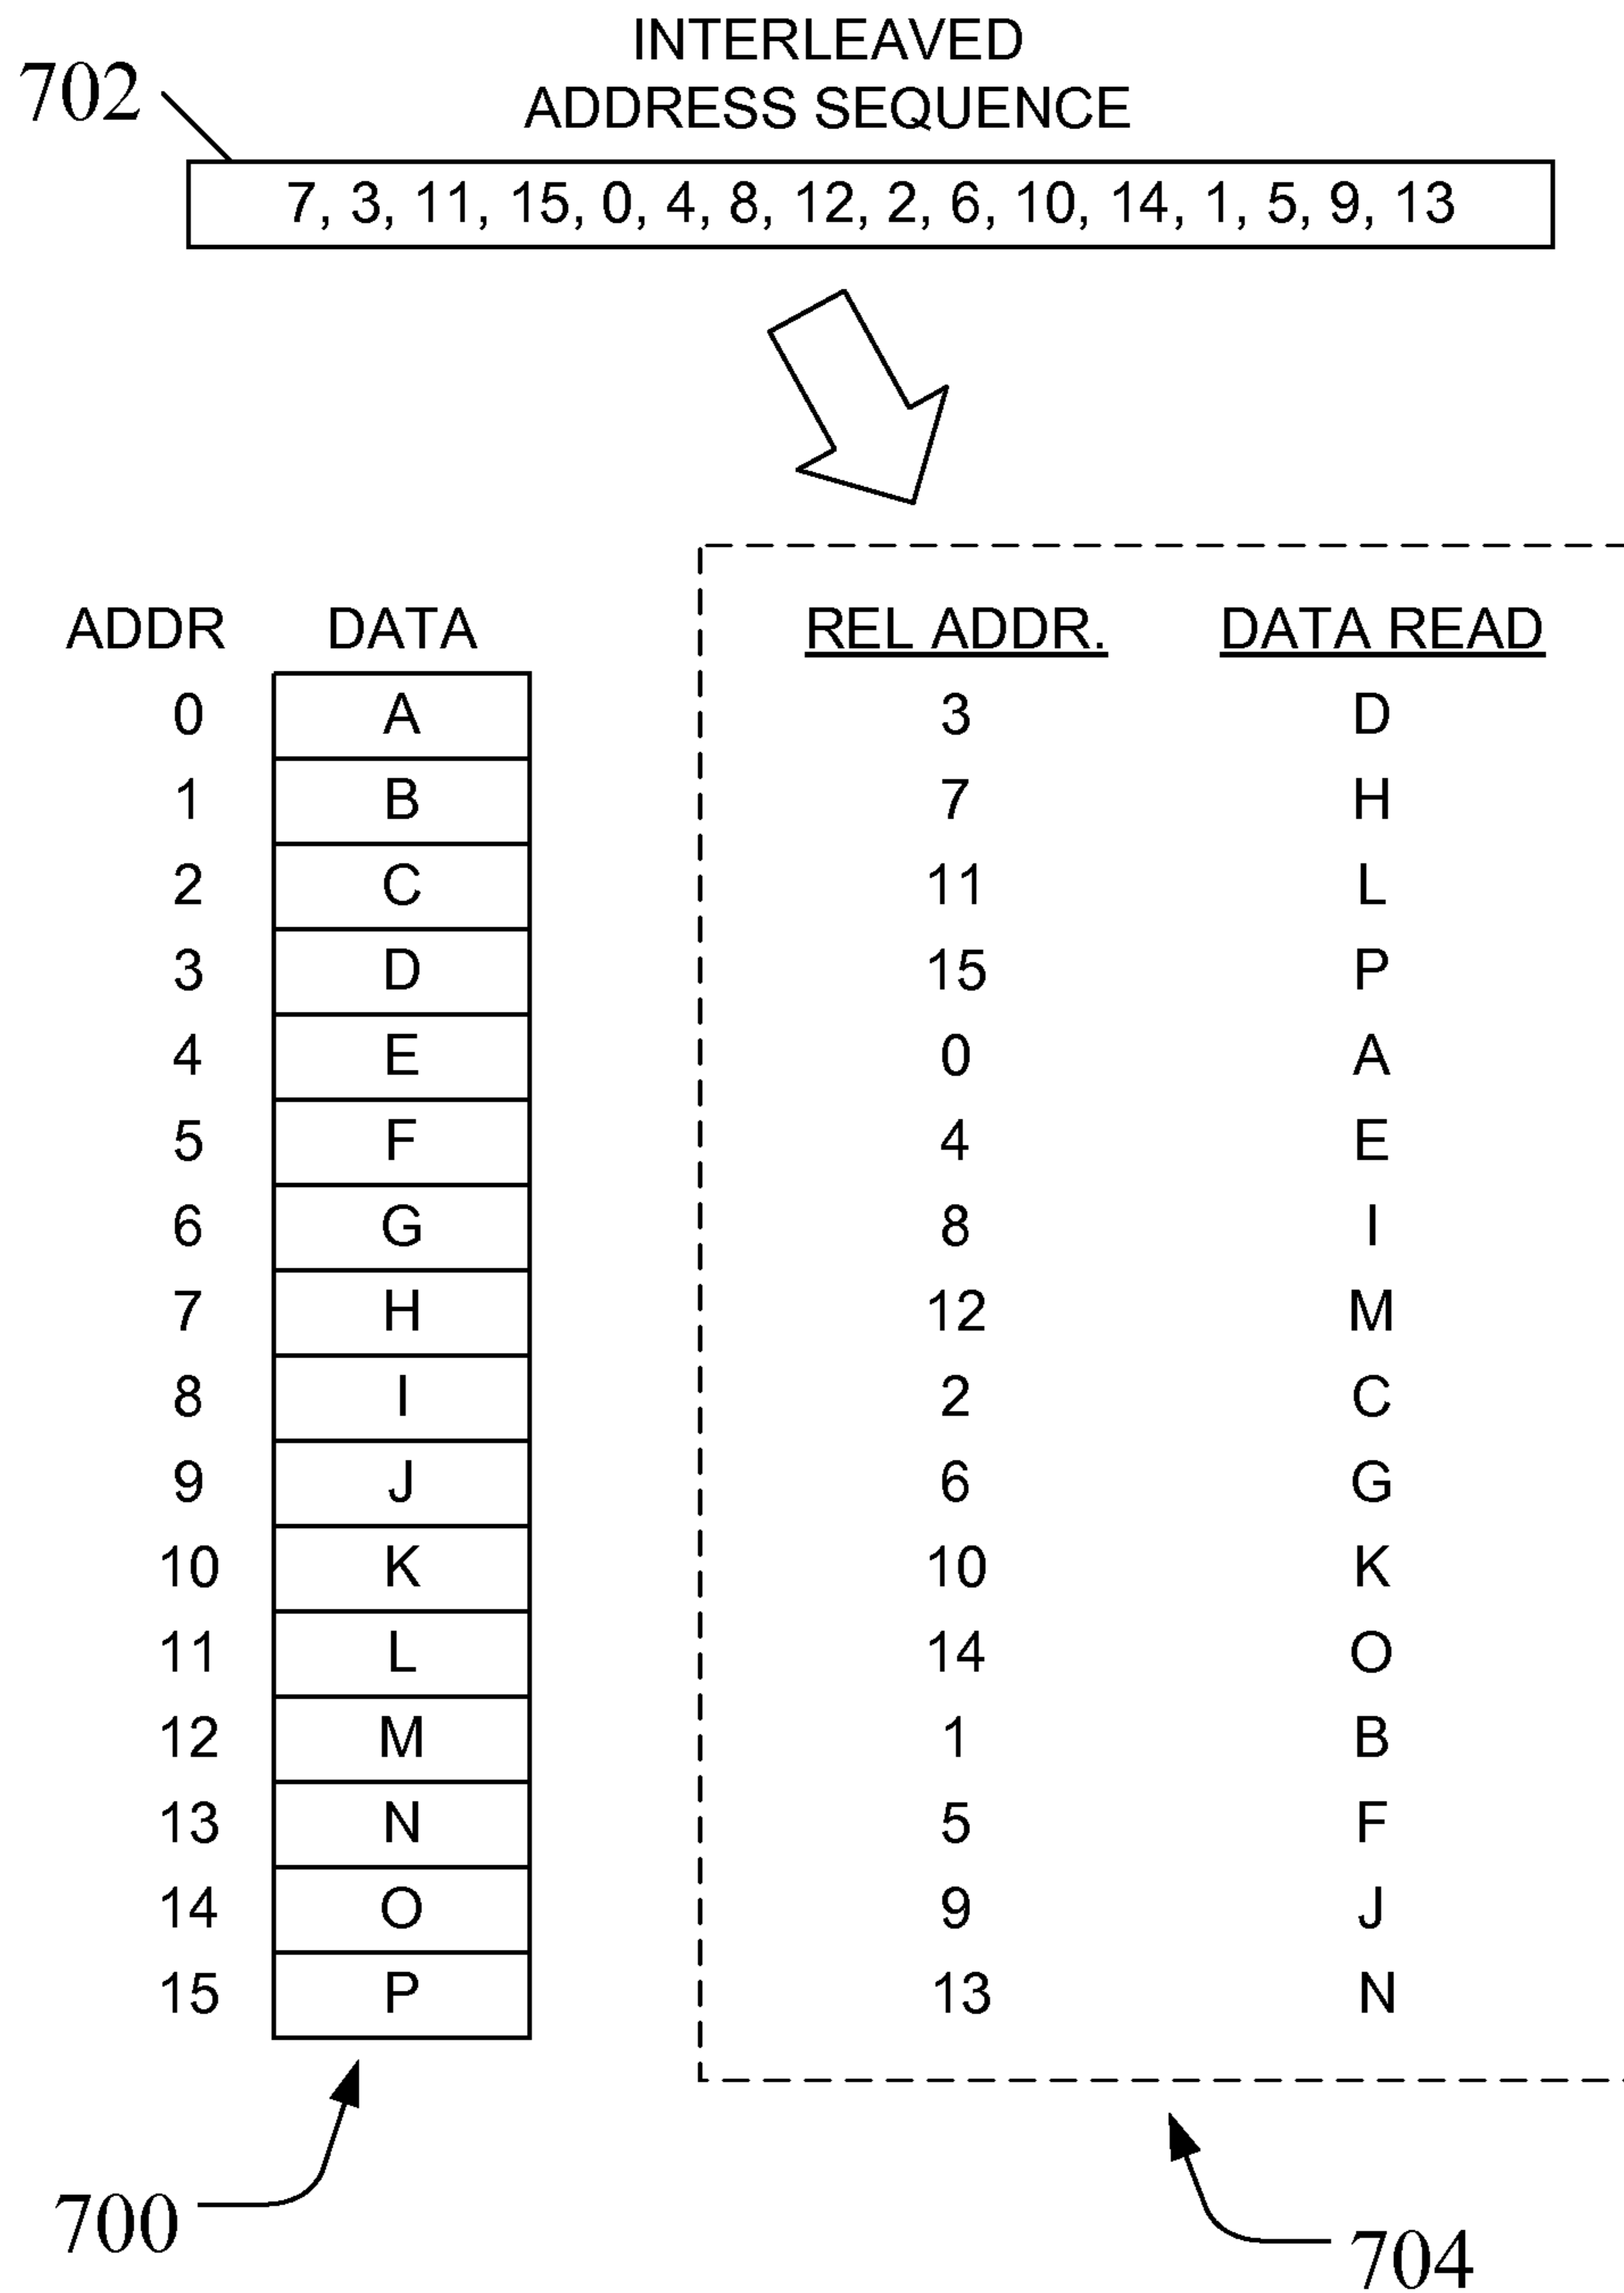 INTERLEAVED
ADDRESS SEQUENCE
702
7, 3, 11, 15, 0, 4, 8, 12, 2, 6, 10, 14, 1, 5, 9, 13
ADDR DATA REL ADDR. DATA READ
0 A 3 D
1 B 7 H
2 C 11 L
3 D 15 P
4 E 0 A
5 F 4 E
6 G 8 I
7 H 12 M
8 I 2 C
9 J 6 G
10 K 10 K
11 L 14 O
12 M 1 B
13 N 5 F
14 O 9 J
15 P 13 N
700
704